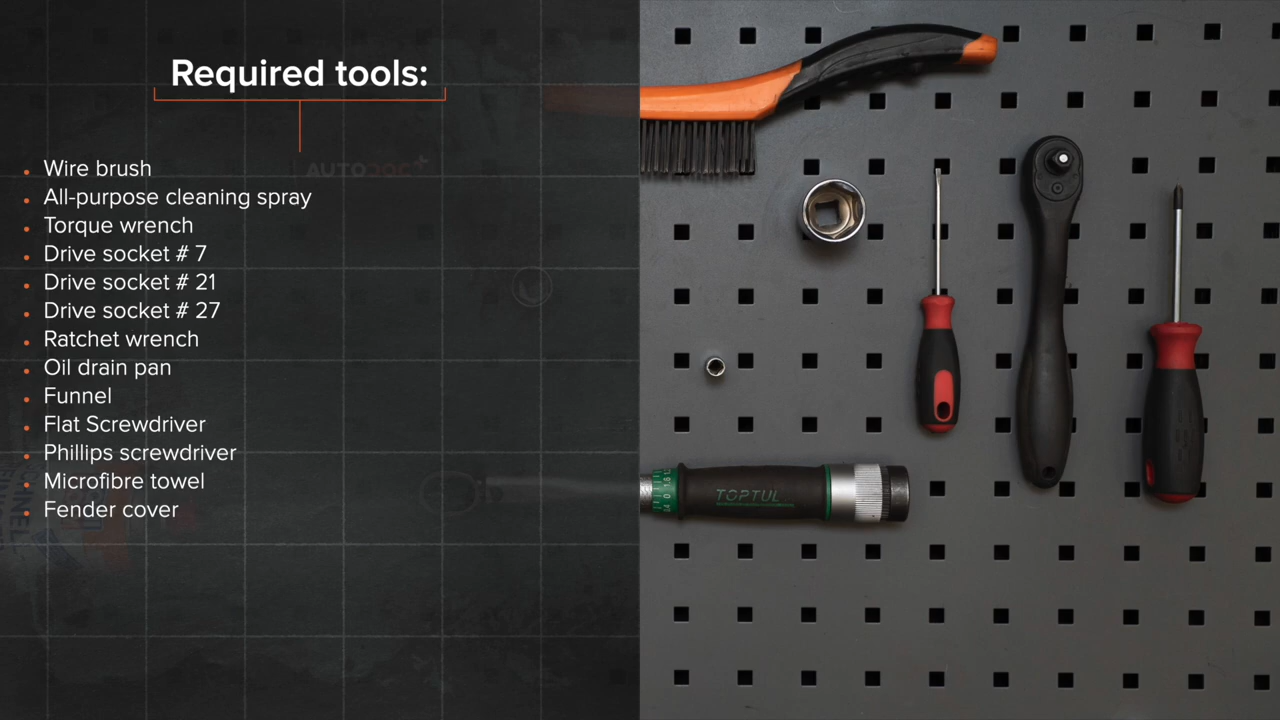 Required tools:
AUTODOC
Wire brush
All-purpose cleaning spray
Torque wrench
Drive socket # 7
Drive socket # 21
Drive socket # 27
Ratchet wrench
Oil drain pan
Funnel
Flat Screwdriver
Phillips screwdriver
Microfibre towel
Fender cover
TOPTUL